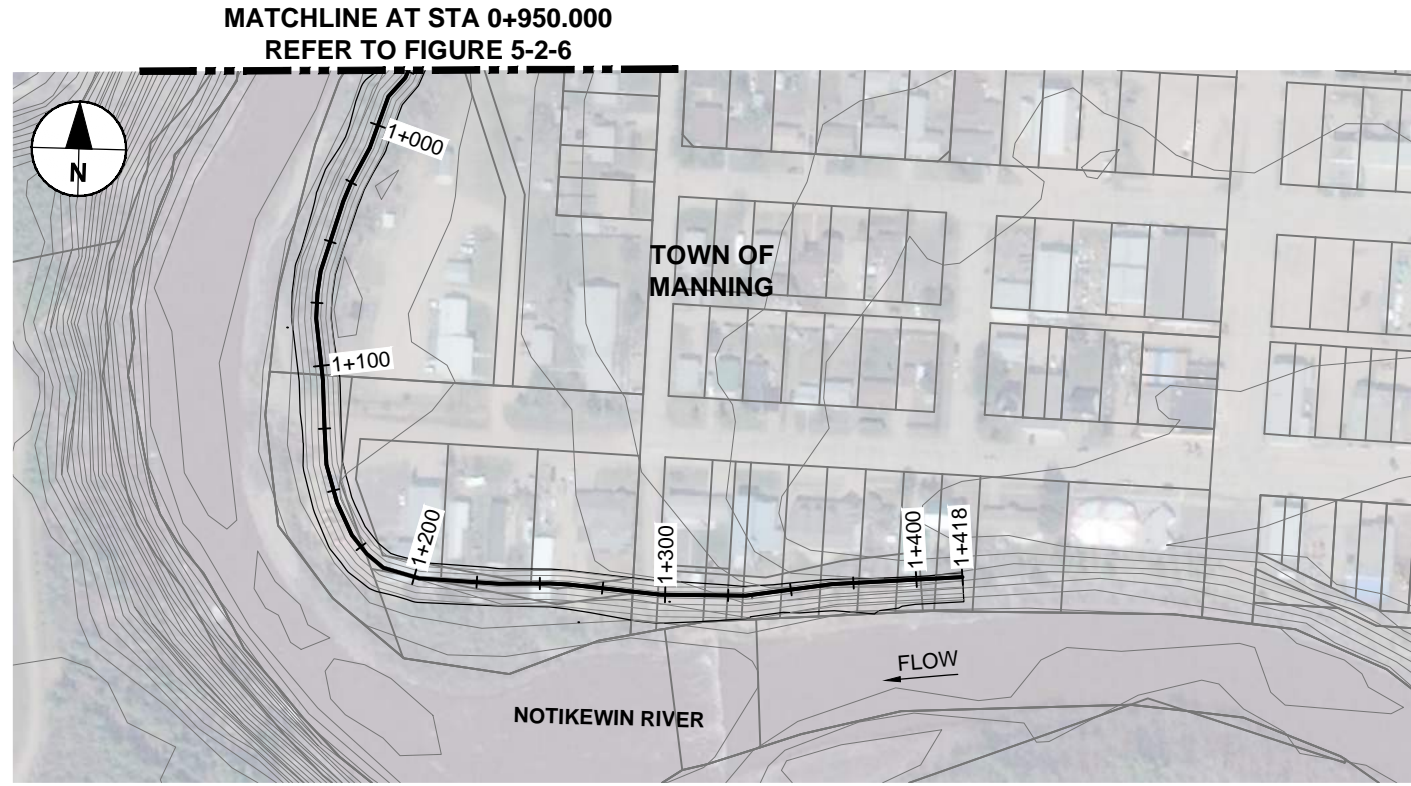 MATCHLINE AT STA 0+950.000
REFER TO FIGURE 5-2-6
N
1+000
TOWN OF
MANNING
1+100
1+200
1+300
1+400
1+418
FLOW
NOTIKEWIN RIVER